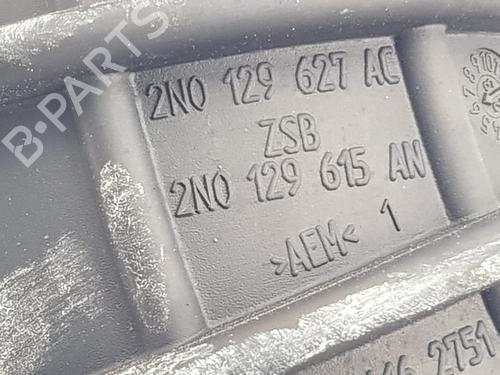 B-PARTS
2N0 129 627 AC
ZSB
2N0 129 615 AN
>AEM< 1
2751